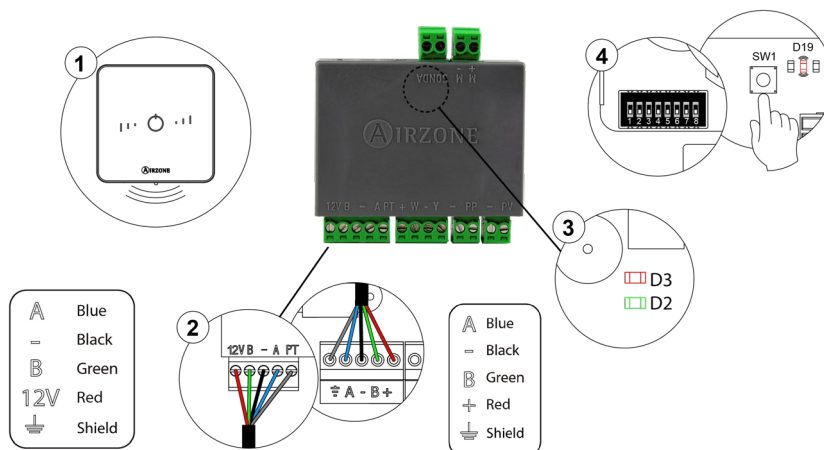 1
AIRZONE
SONDA
- +
M M
AIRZONE
12V B - A PT + W - Y - PP - PV
4
1 2 3 4 5 6 7 8
SW1
D19
3
D3
D2
A Blue
- Black
B Green
12V Red
Shield
2
12V B - A PT
A - B +
A Blue
- Black
B Green
+ Red
Shield